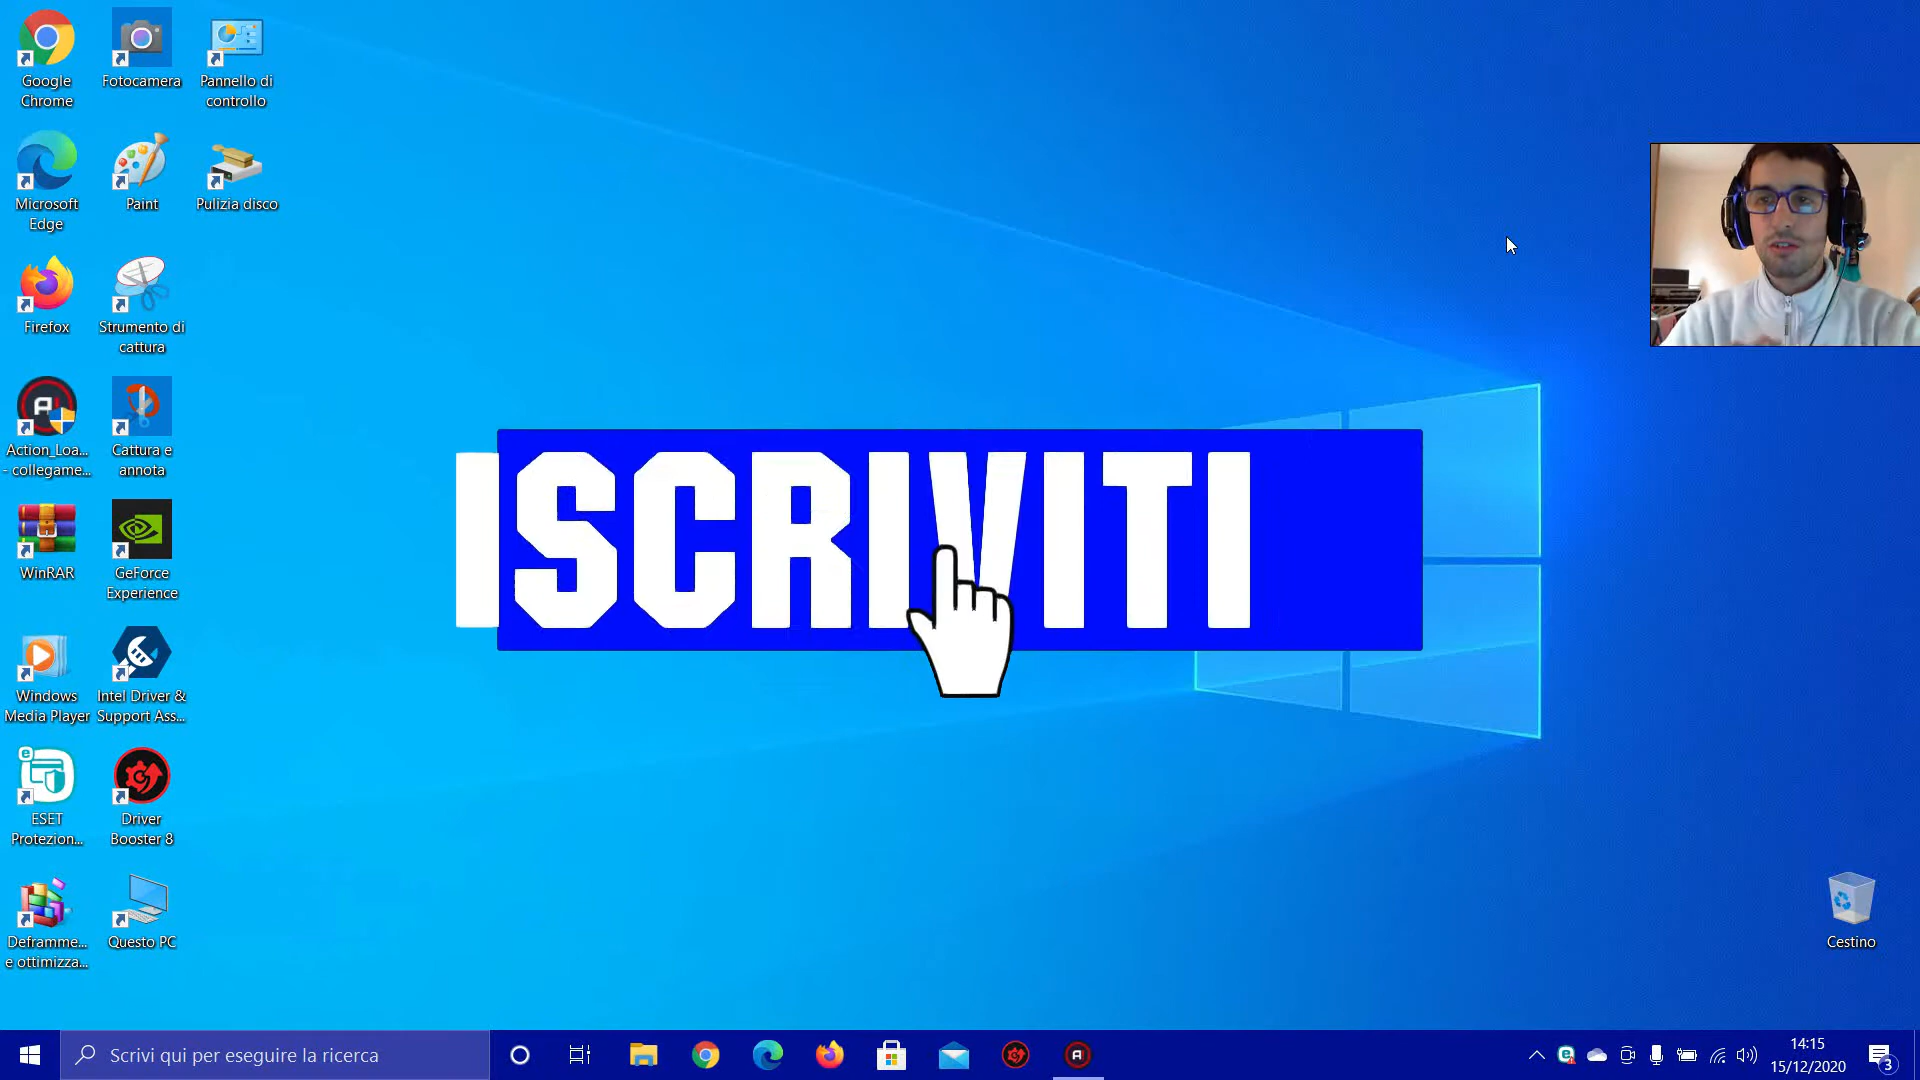 Google
Chrome
Fotocamera
Pannello di
controllo
Microsoft
Edge
Paint
Pulizia disco
Firefox
Strumento di
cattura
Action_Loa...
- collegame...
Cattura e
annota
WinRAR
GeForce
Experience
Windows
Media Player
Intel Driver &
Support Ass...
ESET
Protezion...
Driver
Booster 8
Deframme...
e ottimizza...
Questo PC
ISCRIVITI
Cestino
Scrivi qui per eseguire la ricerca
14:15
15/12/2020
3